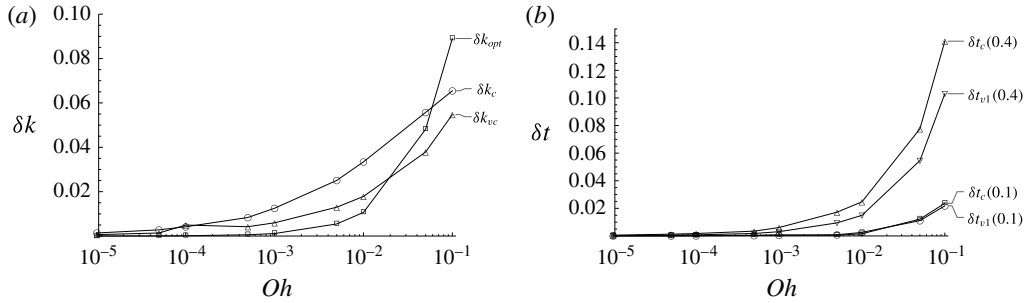 (a)
0.10
0.08
0.06
δk
0.04
0.02
10⁻⁵ 10⁻⁴ 10⁻³ 10⁻² 10⁻¹
Oh
δk_opt
δk_c
δk_vc
(b)
0.14
0.12
0.10
0.08
δt
0.06
0.04
0.02
10⁻⁵ 10⁻⁴ 10⁻³ 10⁻² 10⁻¹
Oh
δt_c(0.4)
δt_v1(0.4)
δt_c(0.1)
δt_v1(0.1)